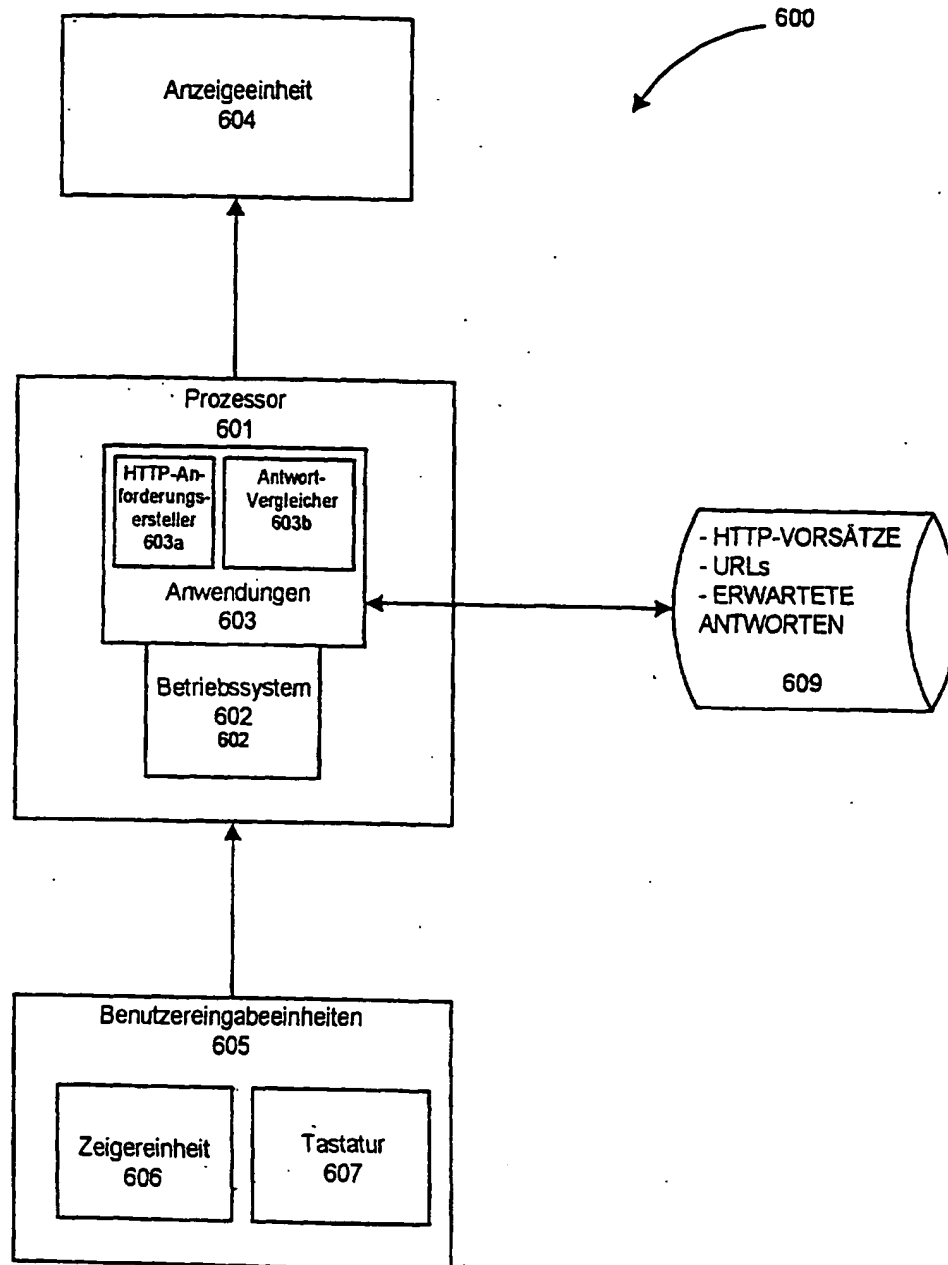 600
Anzeigeeinheit
604
Prozessor
601
HTTP-An-
forderungs-
ersteller
603a
Antwort-
Vergleicher
603b
Anwendungen
603
Betriebssystem
602
602
- HTTP-VORSÄTZE
- URLs
- ERWARTETE
ANTWORTEN
609
Benutzereingabeeinheiten
605
Zeigereinheit
606
Tastatur
607